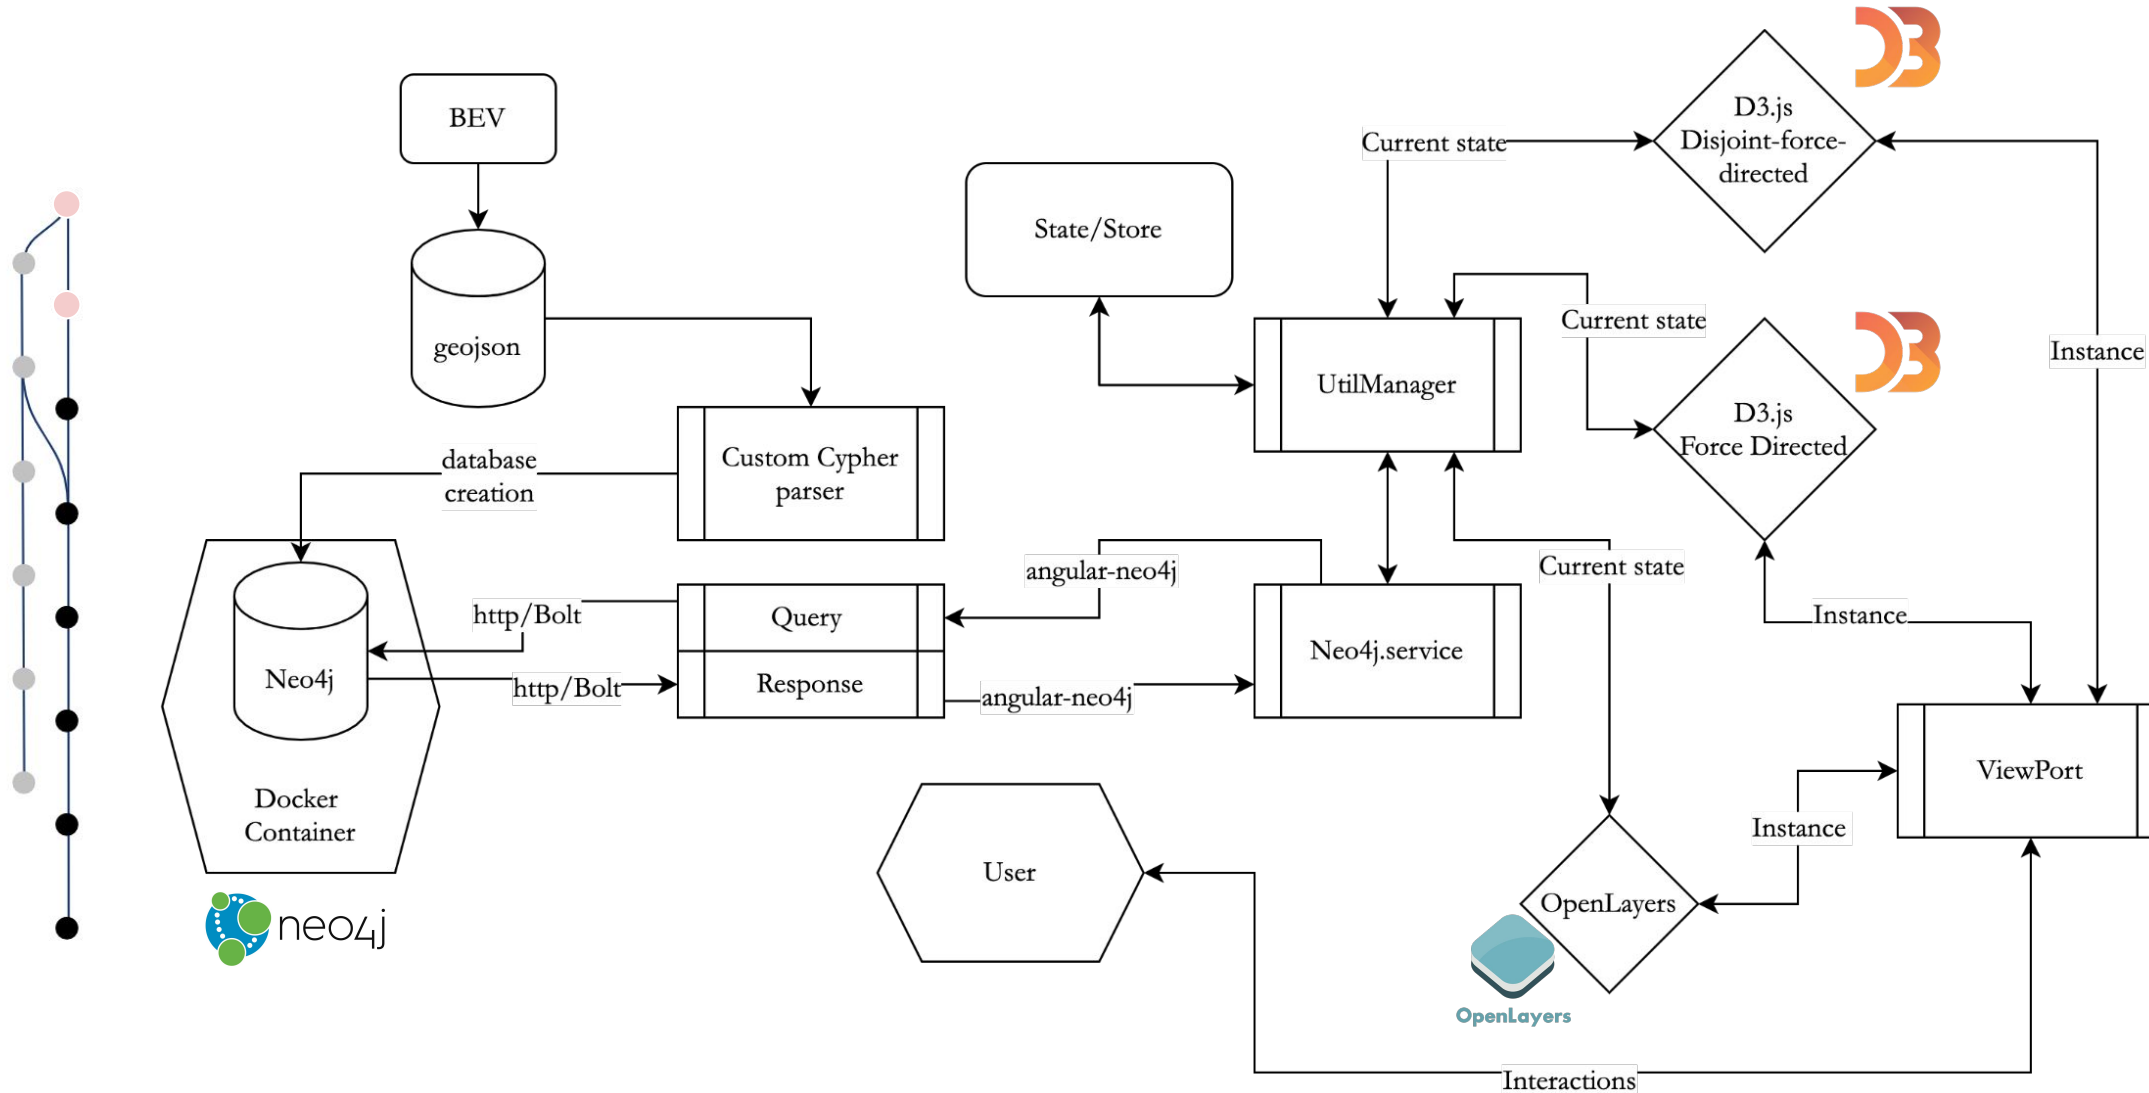 BEV
geojson
State/Store
Current state
D3.js
Disjoint-force-
directed
Current state
Instance
UtilManager
D3.js
Force Directed
database
creation
Custom Cypher
parser
angular-neo4j
Current state
http/Bolt
Query
Instance
Neo4j.service
Neo4j
http/Bolt
Response
angular-neo4j
ViewPort
Docker
Container
Instance
User
OpenLayers
neo4j
OpenLayers
Interactions